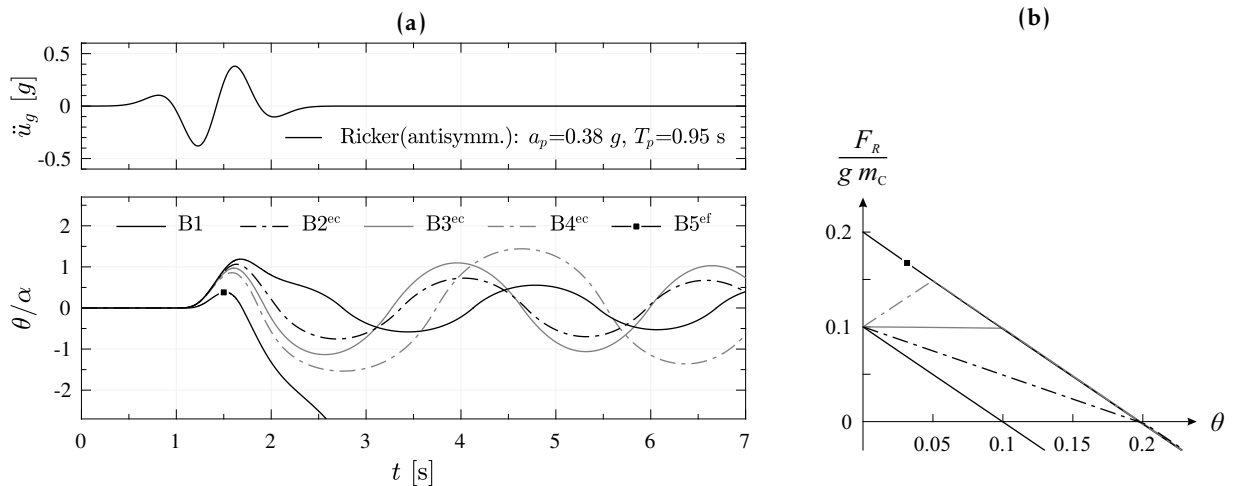 (a)
0.5
0
-0.5
ü_g [g]
Ricker(antisymm.): a_p=0.38 g, T_p=0.95 s
B1 B2^ec B3^ec B4^ec B5^ef
2
1
0
-1
-2
θ/α
0 1 2 3 4 5 6 7
t [s]
(b)
F_R
g m_C
0.2
0.1
0
0.05 0.1 0.15 0.2
θ